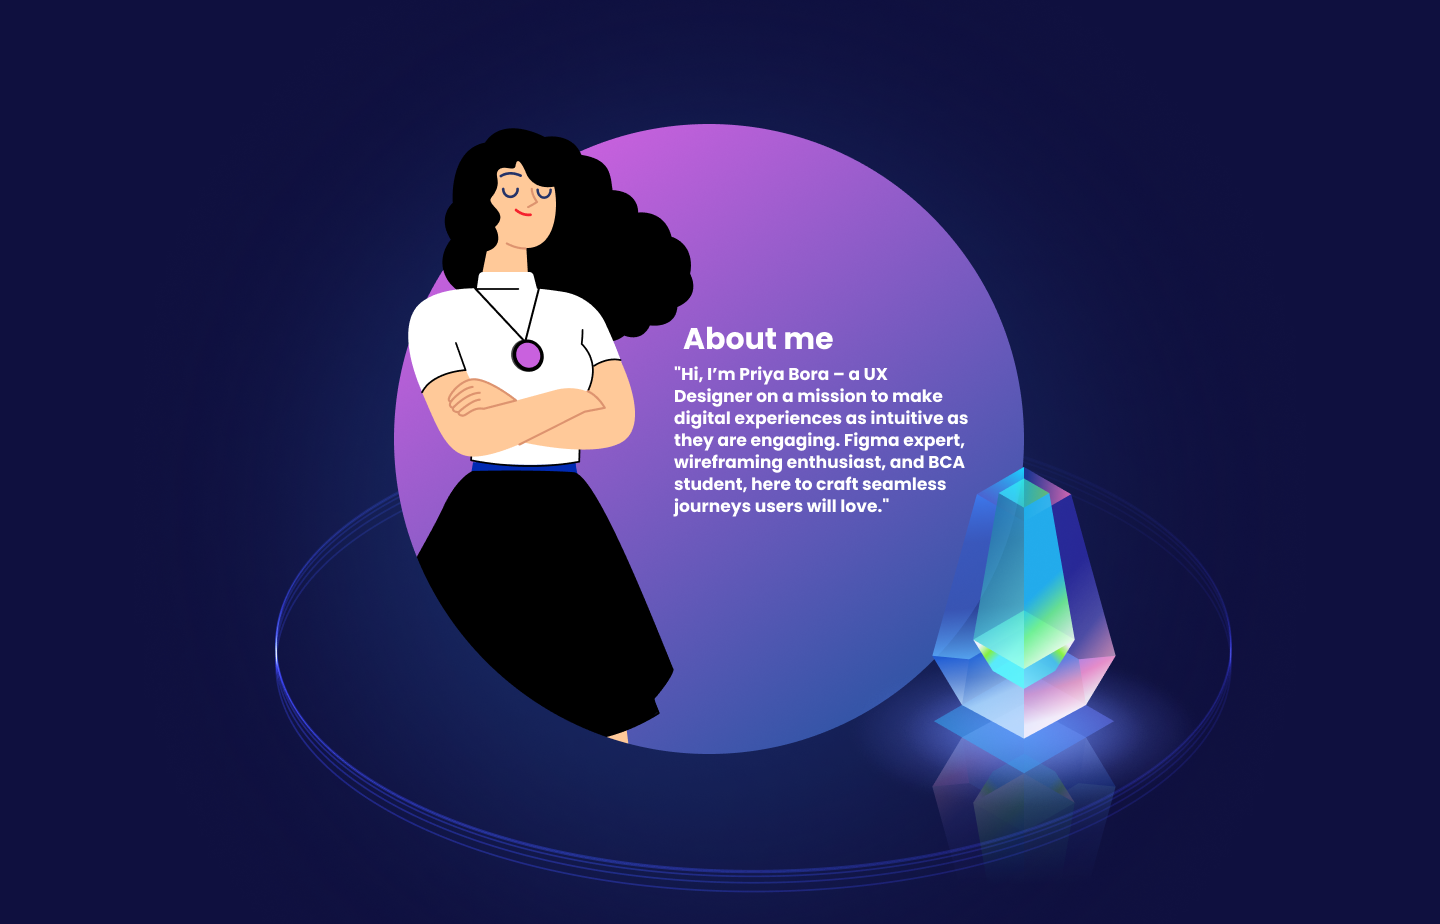 About me
"Hi, I’m Priya Bora – a UX
Designer on a mission to make
digital experiences as intuitive as
they are engaging. Figma expert,
wireframing enthusiast, and BCA
student, here to craft seamless
journeys users will love."